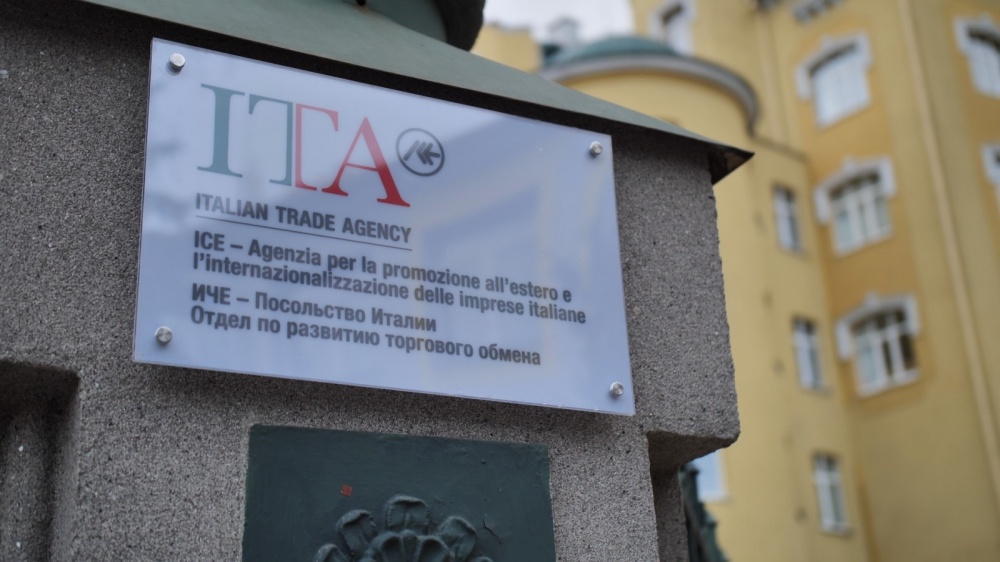 ITA
ITALIAN TRADE AGENCY
ICE – Agenzia per la promozione all'estero e
l'internazionalizzazione delle imprese italiane
ИЧЕ – Посольство Италии
Отдел по развитию торгового обмена